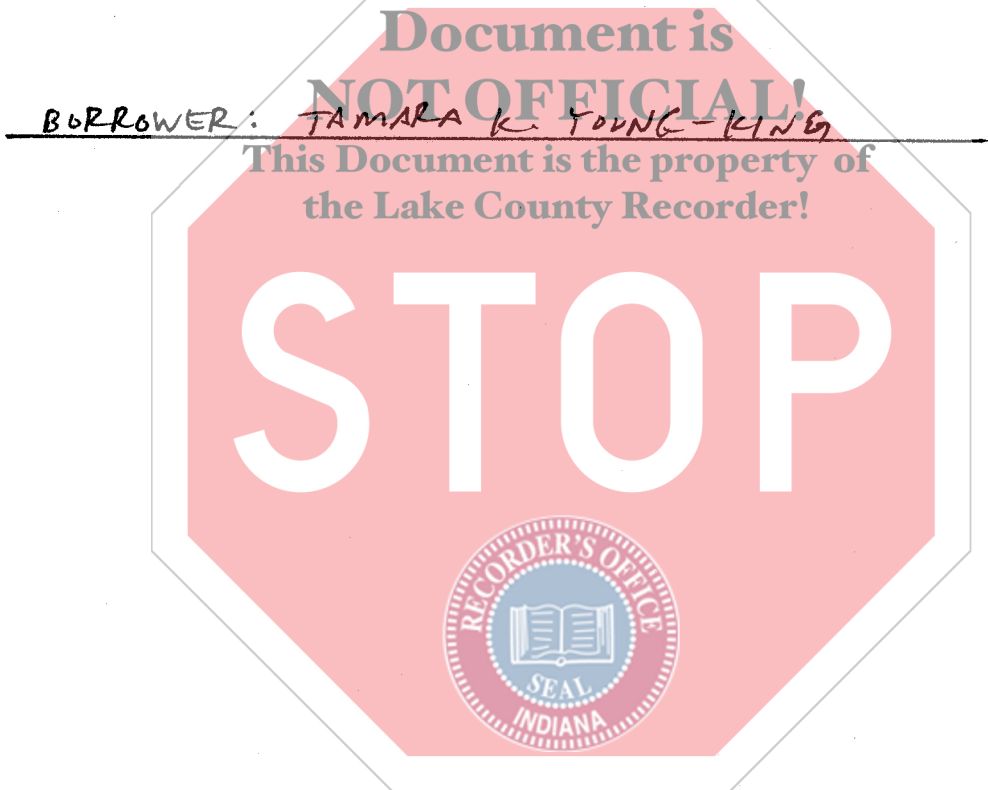 Document is
NOT OFFICIAL!
BORROWER: TAMARA K. YOUNG-KING
This Document is the property of
the Lake County Recorder!
STOP
RECORDER'S OFFICE
SEAL
INDIANA